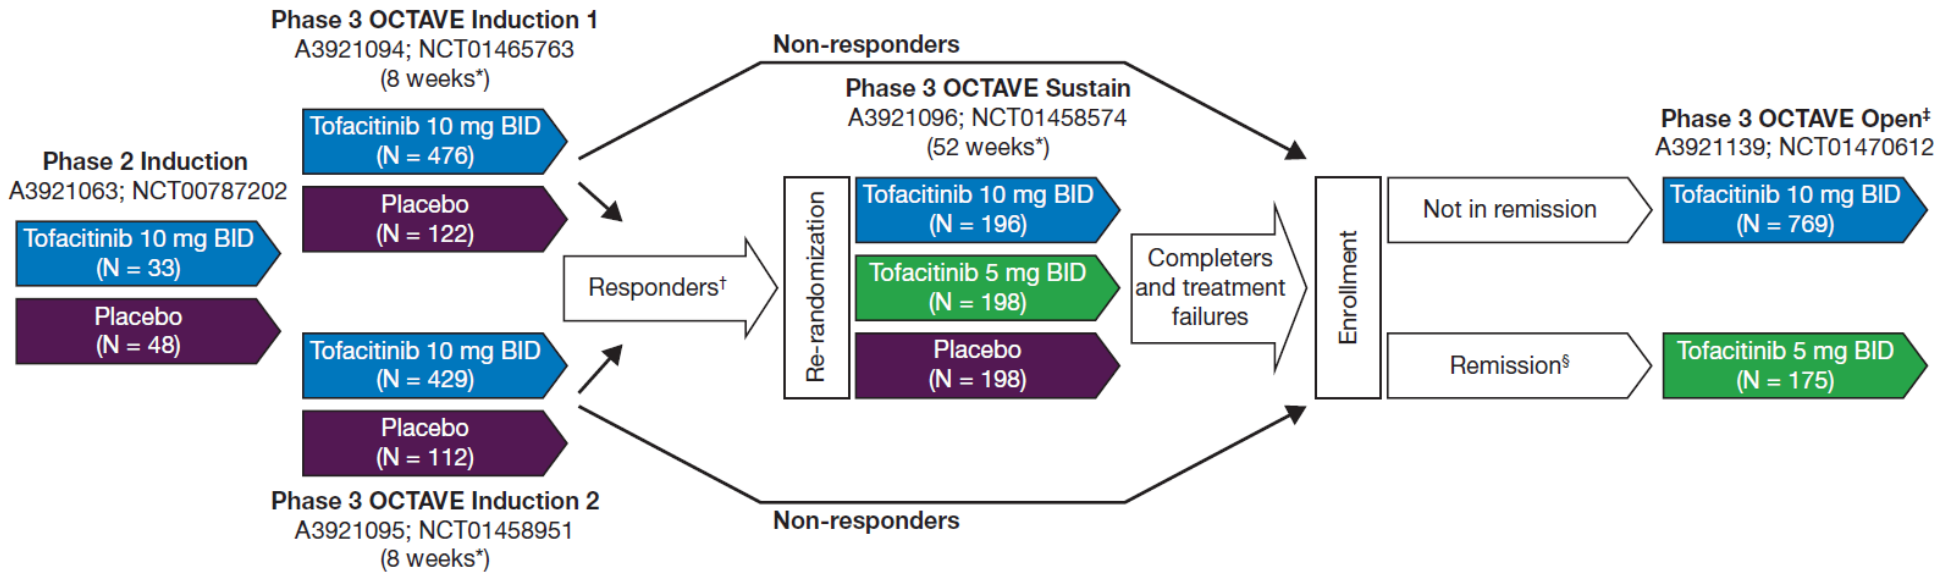 Phase 2 Induction
A3921063; NCT00787202
Tofacitinib 10 mg BID
(N = 33)
Placebo
(N = 48)
Phase 3 OCTAVE Induction 1
A3921094; NCT01465763
(8 weeks*)
Tofacitinib 10 mg BID
(N = 476)
Placebo
(N = 122)
Tofacitinib 10 mg BID
(N = 429)
Placebo
(N = 112)
Phase 3 OCTAVE Induction 2
A3921095; NCT01458951
(8 weeks*)
Non-responders
Responders†
Non-responders
Phase 3 OCTAVE Sustain
A3921096; NCT01458574
(52 weeks*)
Re-randomization
Tofacitinib 10 mg BID
(N = 196)
Tofacitinib 5 mg BID
(N = 198)
Placebo
(N = 198)
Completers
and treatment
failures
Enrollment
Not in remission
Remission§
Phase 3 OCTAVE Open‡
A3921139; NCT01470612
Tofacitinib 10 mg BID
(N = 769)
Tofacitinib 5 mg BID
(N = 175)